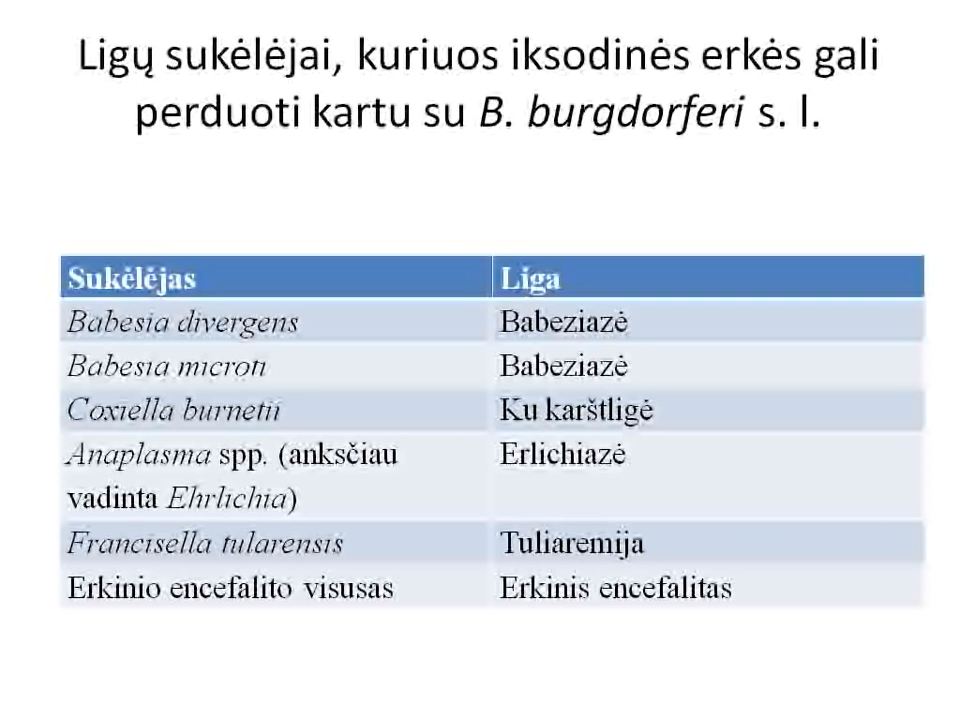 Ligų sukėlėjai, kuriuos iksodinės erkės gali
perduoti kartu su B. burgdorferi s. l.
Sukėlėjas Liga
Babesia divergens Babeziazė
Babesia microti Babeziazė
Coxiella burnetii Ku karštligė
Anaplasma spp. (anksčiau Erlichiazė
vadinta Ehrlichia)
Francisella tularensis Tuliaremija
Erkinio encefalito visusas Erkinis encefalitas